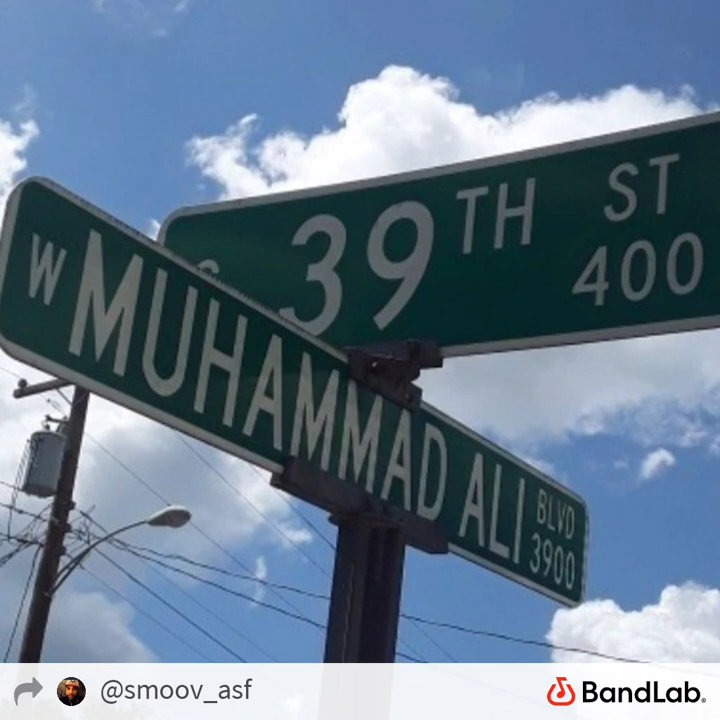 39TH ST
400
W MUHAMMAD ALI BLVD
3900
@smoov_asf
BandLab